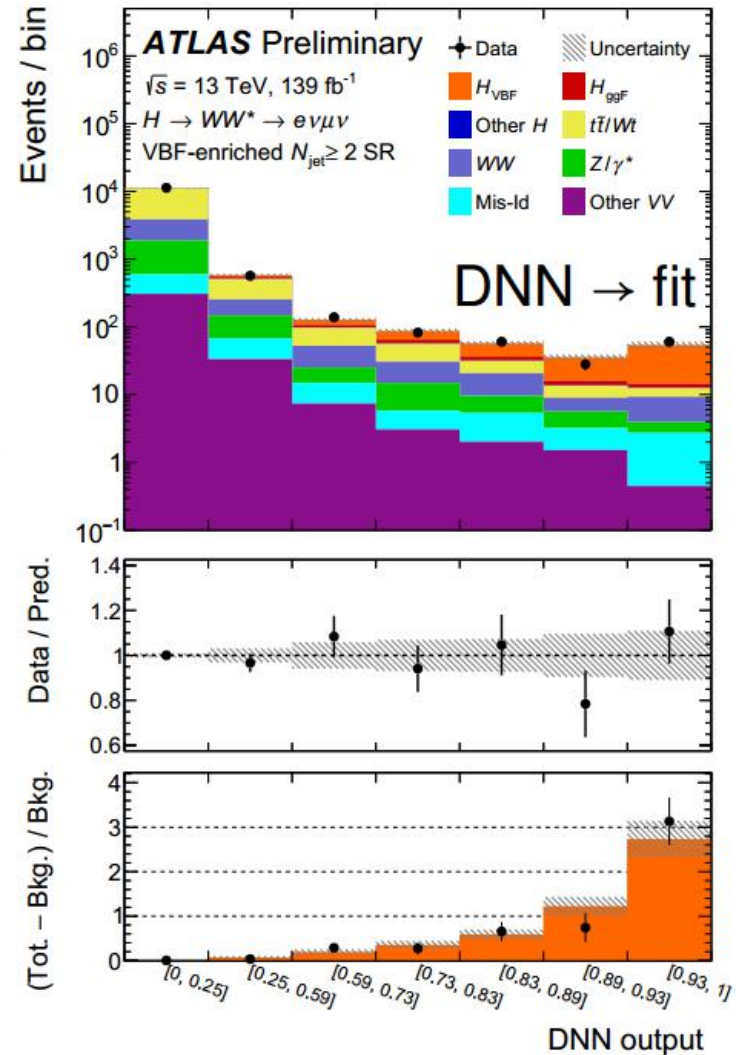 Events / bin
10⁶
10⁵
10⁴
10³
10²
10
1
10⁻¹
ATLAS Preliminary
√s = 13 TeV, 139 fb⁻¹
H → WW* → eνμν
VBF-enriched N_jet ≥ 2 SR
Data Uncertainty
H_VBF H_ggF
Other H tt̄/Wt
WW Z/γ*
Mis-Id Other VV
DNN → fit
Data / Pred.
1.4
1.2
1
0.8
0.6
(Tot. – Bkg.) / Bkg.
4
3
2
1
0
[0, 0.25] [0.25, 0.59] [0.59, 0.73] [0.73, 0.83] [0.83, 0.89] [0.89, 0.93] [0.93, 1]
DNN output